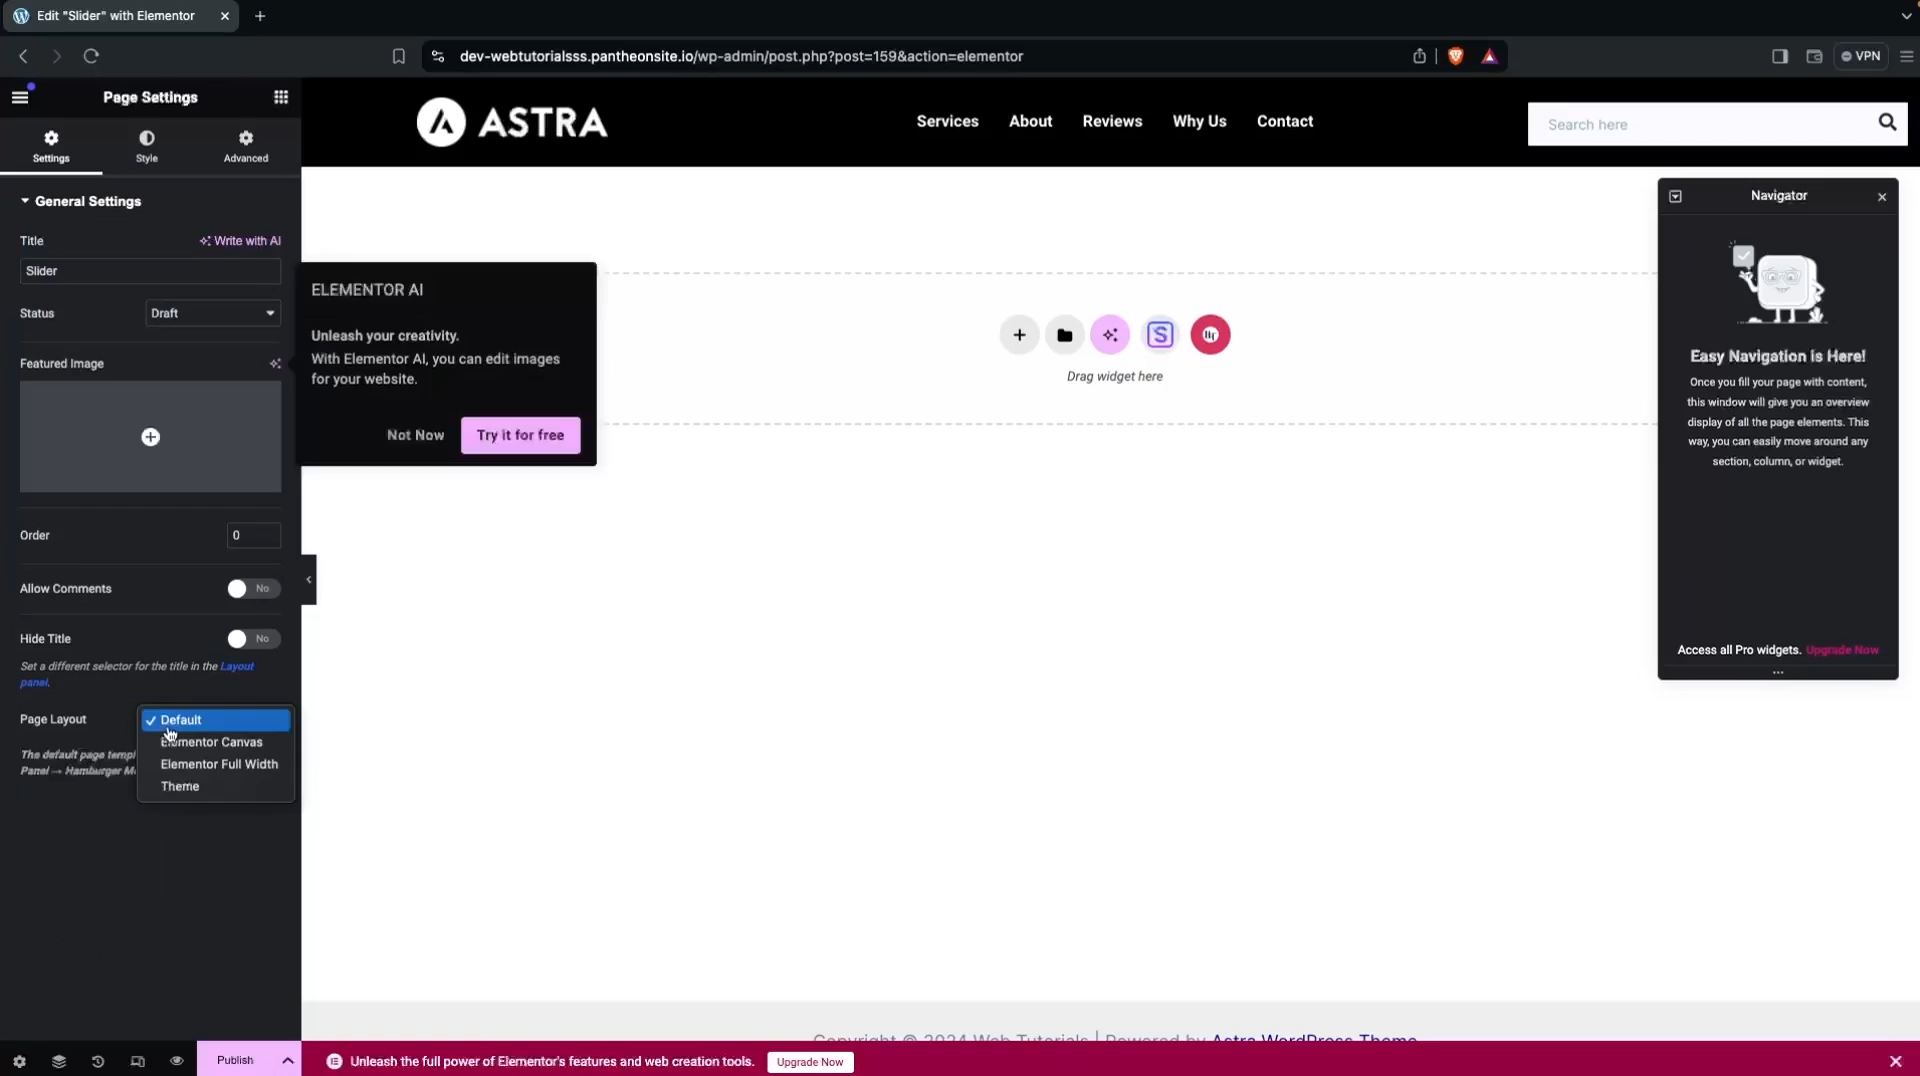 Edit "Slider" with Elementor
dev-webtutorialsss.pantheonsite.io/wp-admin/post.php?post=159&action=elementor
VPN
Page Settings
Settings
Style
Advanced
General Settings
Title
Write with AI
Slider
Status
Draft
Featured Image
Order
0
Allow Comments
No
Hide Title
No
Set a different selector for the title in the Layout
panel.
Page Layout
Default
Elementor Canvas
Elementor Full Width
Theme
The default page templ
Panel → Hamburger M
Publish
ELEMENTOR AI
Unleash your creativity.
With Elementor AI, you can edit images
for your website.
Not Now
Try it for free
ASTRA
Services
About
Reviews
Why Us
Contact
Search here
Drag widget here
Navigator
Easy Navigation is Here!
Once you fill your page with content,
this window will give you an overview
display of all the page elements. This
way, you can easily move around any
section, column, or widget.
Access all Pro widgets. Upgrade Now
Copyright © 2024 Web Tutorials | Powered by Astra WordPress Theme
Unleash the full power of Elementor's features and web creation tools.
Upgrade Now